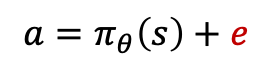 a = π_θ(s) + e